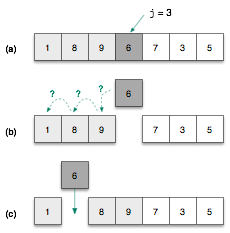 j = 3
(a) 1 8 9 6 7 3 5
6
? ? ?
(b) 1 8 9 7 3 5
6
(c) 1 8 9 7 3 5